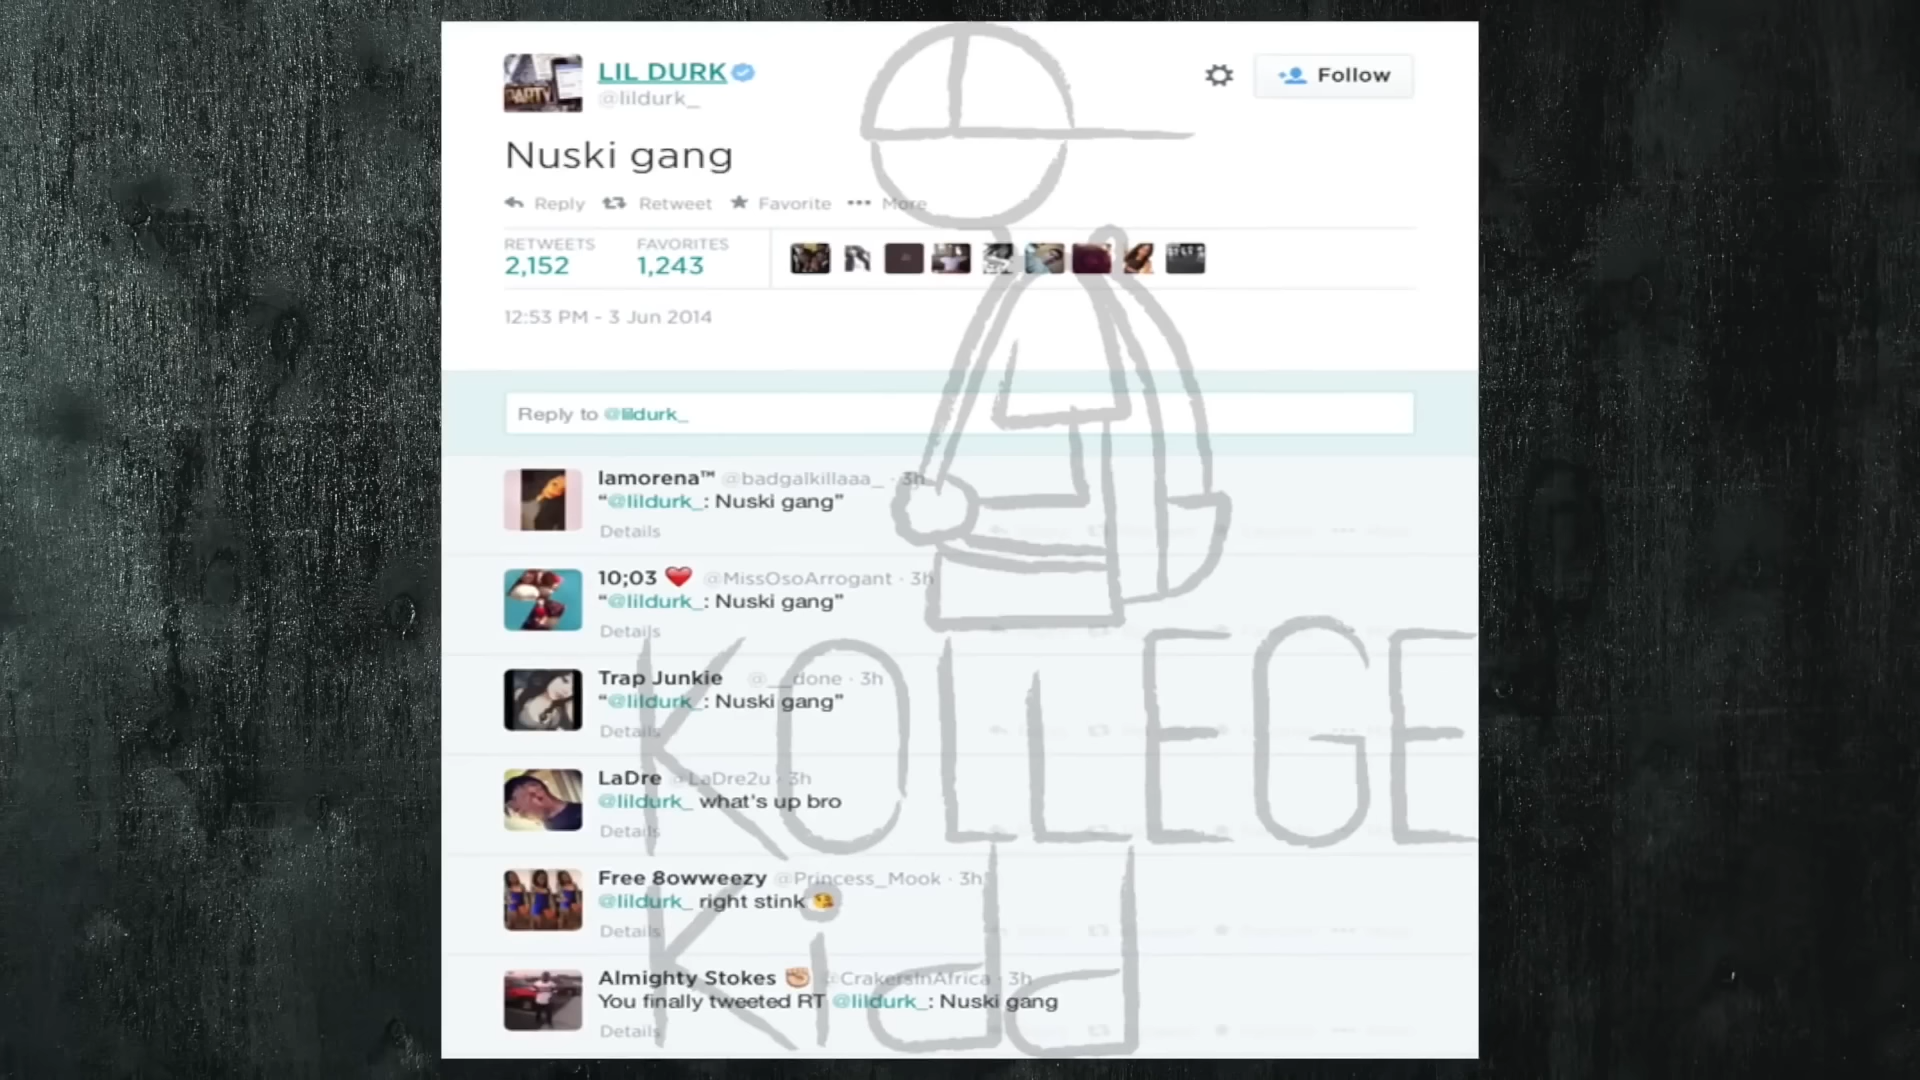 LIL DURK
@lildurk_
Follow
Nuski gang
Reply Retweet Favorite More
RETWEETS FAVORITES
2,152 1,243
12:53 PM - 3 Jun 2014
Reply to @lildurk_
lamorena™ @badgalkillaaa_ · 3h
"@lildurk_: Nuski gang"
Details
10;03 ❤ @MissOsoArrogant · 3h
"@lildurk_: Nuski gang"
Details
Trap Junkie @__done · 3h
"@lildurk_: Nuski gang"
Details
LaDre @LaDre2u · 3h
@lildurk_ what's up bro
Details
Free 8owweezy @Princess_Mook · 3h
@lildurk_ right stink 😘
Details
Almighty Stokes ✊ @CrakersInAfrica · 3h
You finally tweeted RT @lildurk_: Nuski gang
Details
KOLLEGE
Kidd